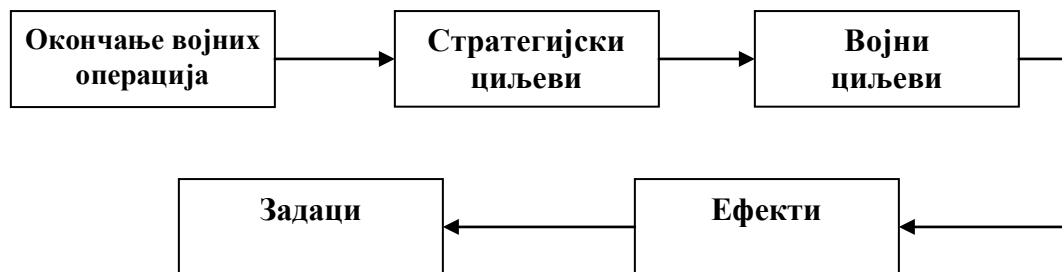 Окончање војних
операција
Стратегијски
циљеви
Војни
циљеви
Задаци
Ефекти